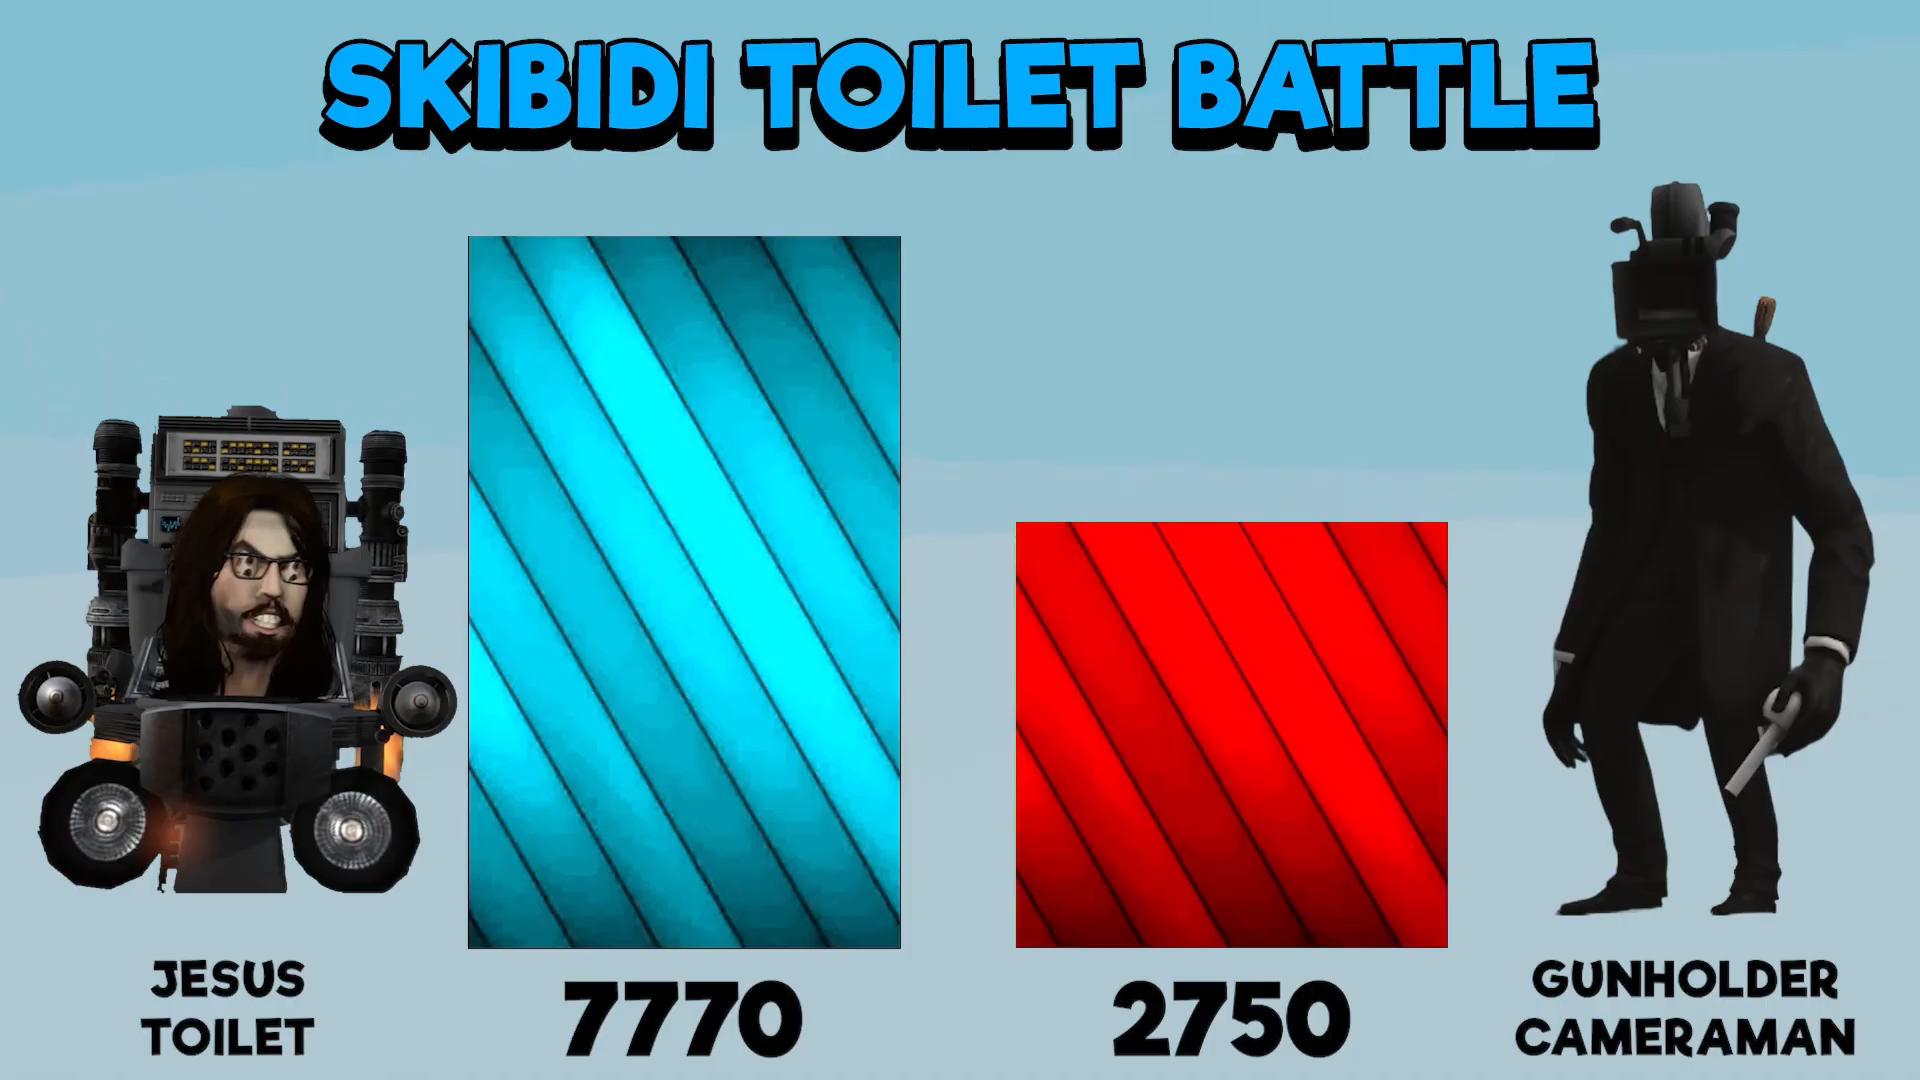 SKIBIDI TOILET BATTLE
JESUS
TOILET
7770
2750
GUNHOLDER
CAMERAMAN